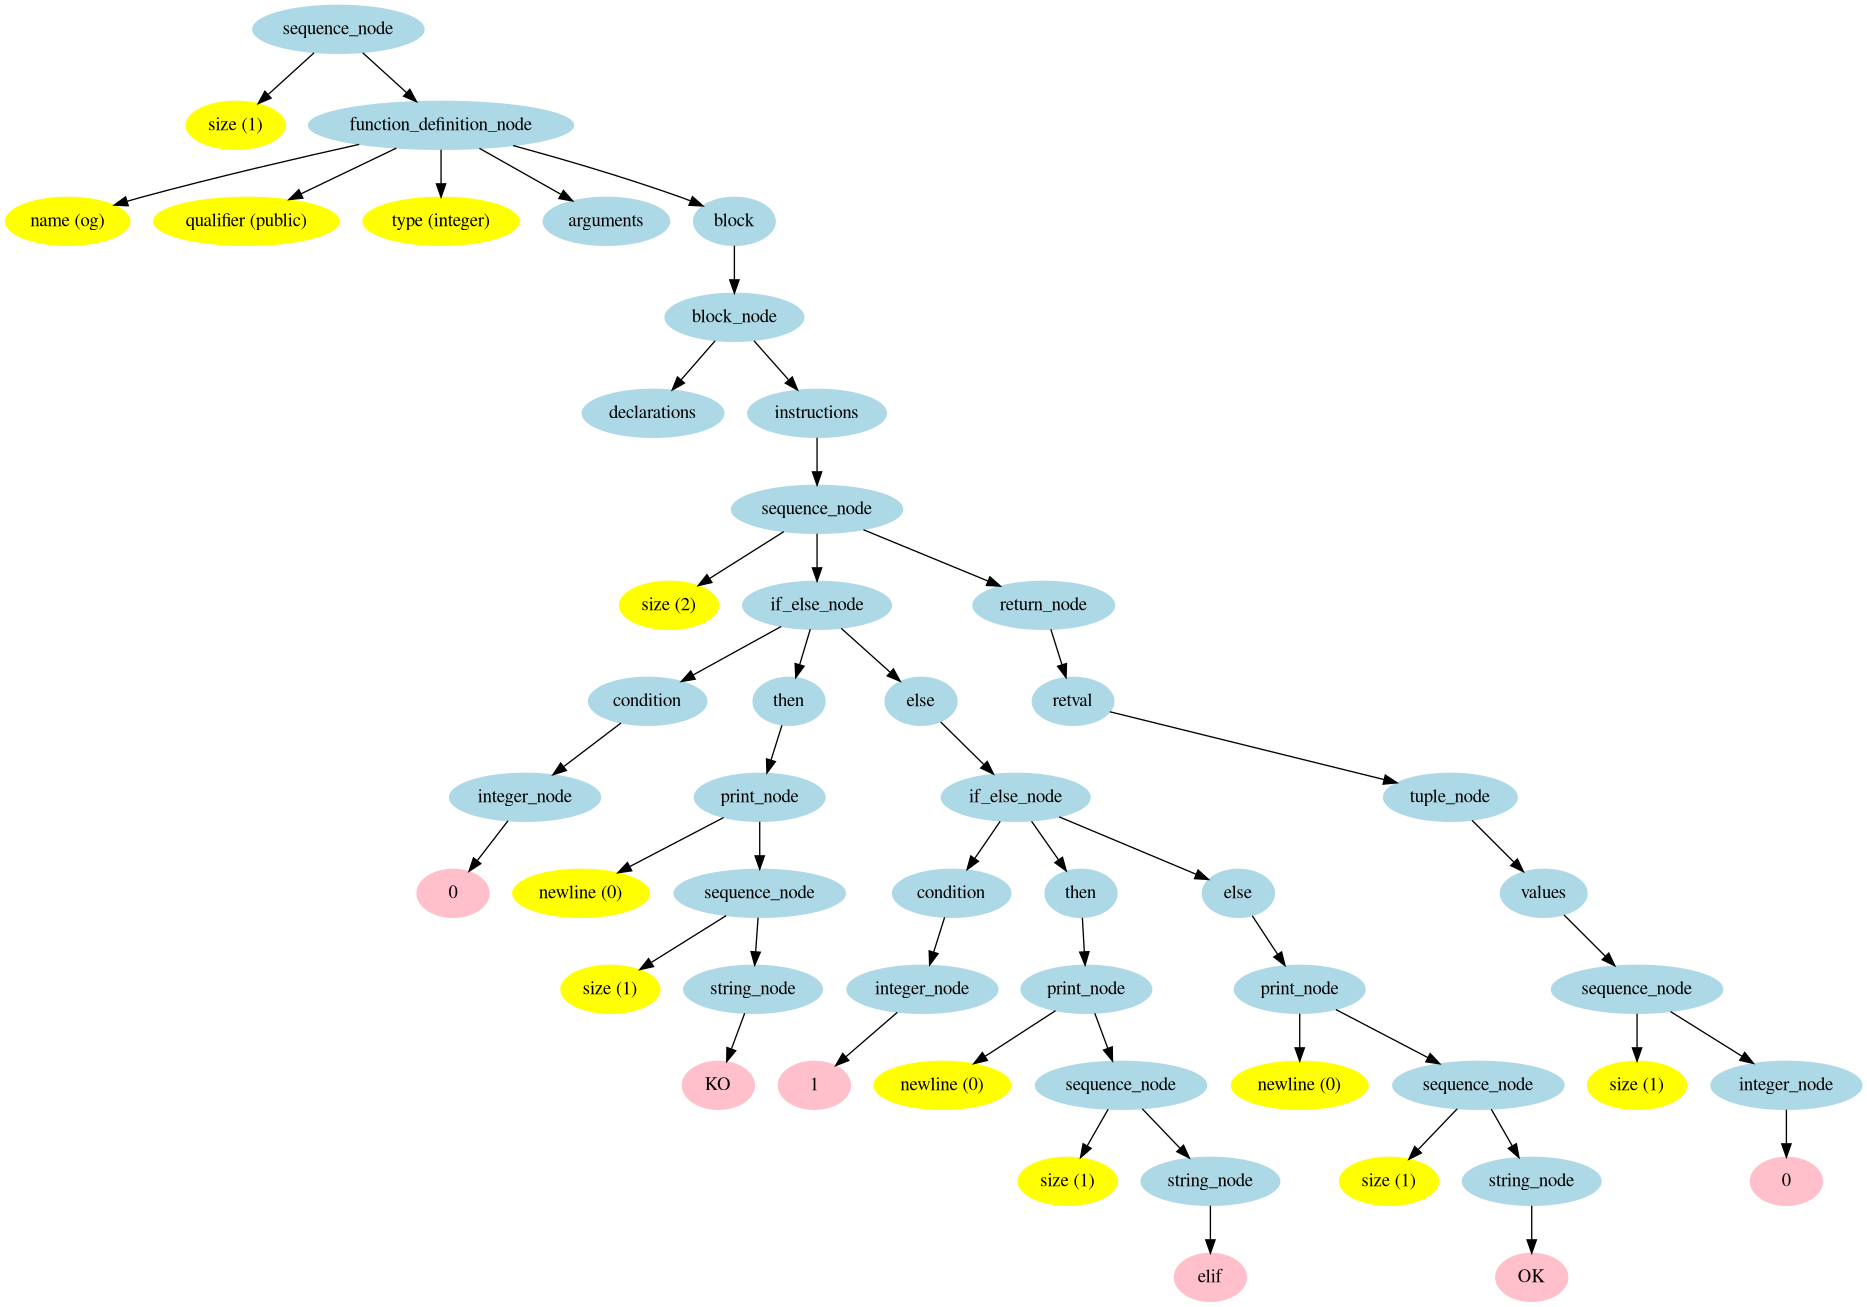 sequence_node
size (1)
function_definition_node
name (og)
qualifier (public)
type (integer)
arguments
block
block_node
declarations
instructions
sequence_node
size (2)
if_else_node
return_node
condition
then
else
retval
integer_node
print_node
if_else_node
tuple_node
0
newline (0)
sequence_node
condition
then
else
values
size (1)
string_node
integer_node
print_node
print_node
sequence_node
KO
1
newline (0)
sequence_node
newline (0)
sequence_node
size (1)
integer_node
size (1)
string_node
size (1)
string_node
0
elif
OK